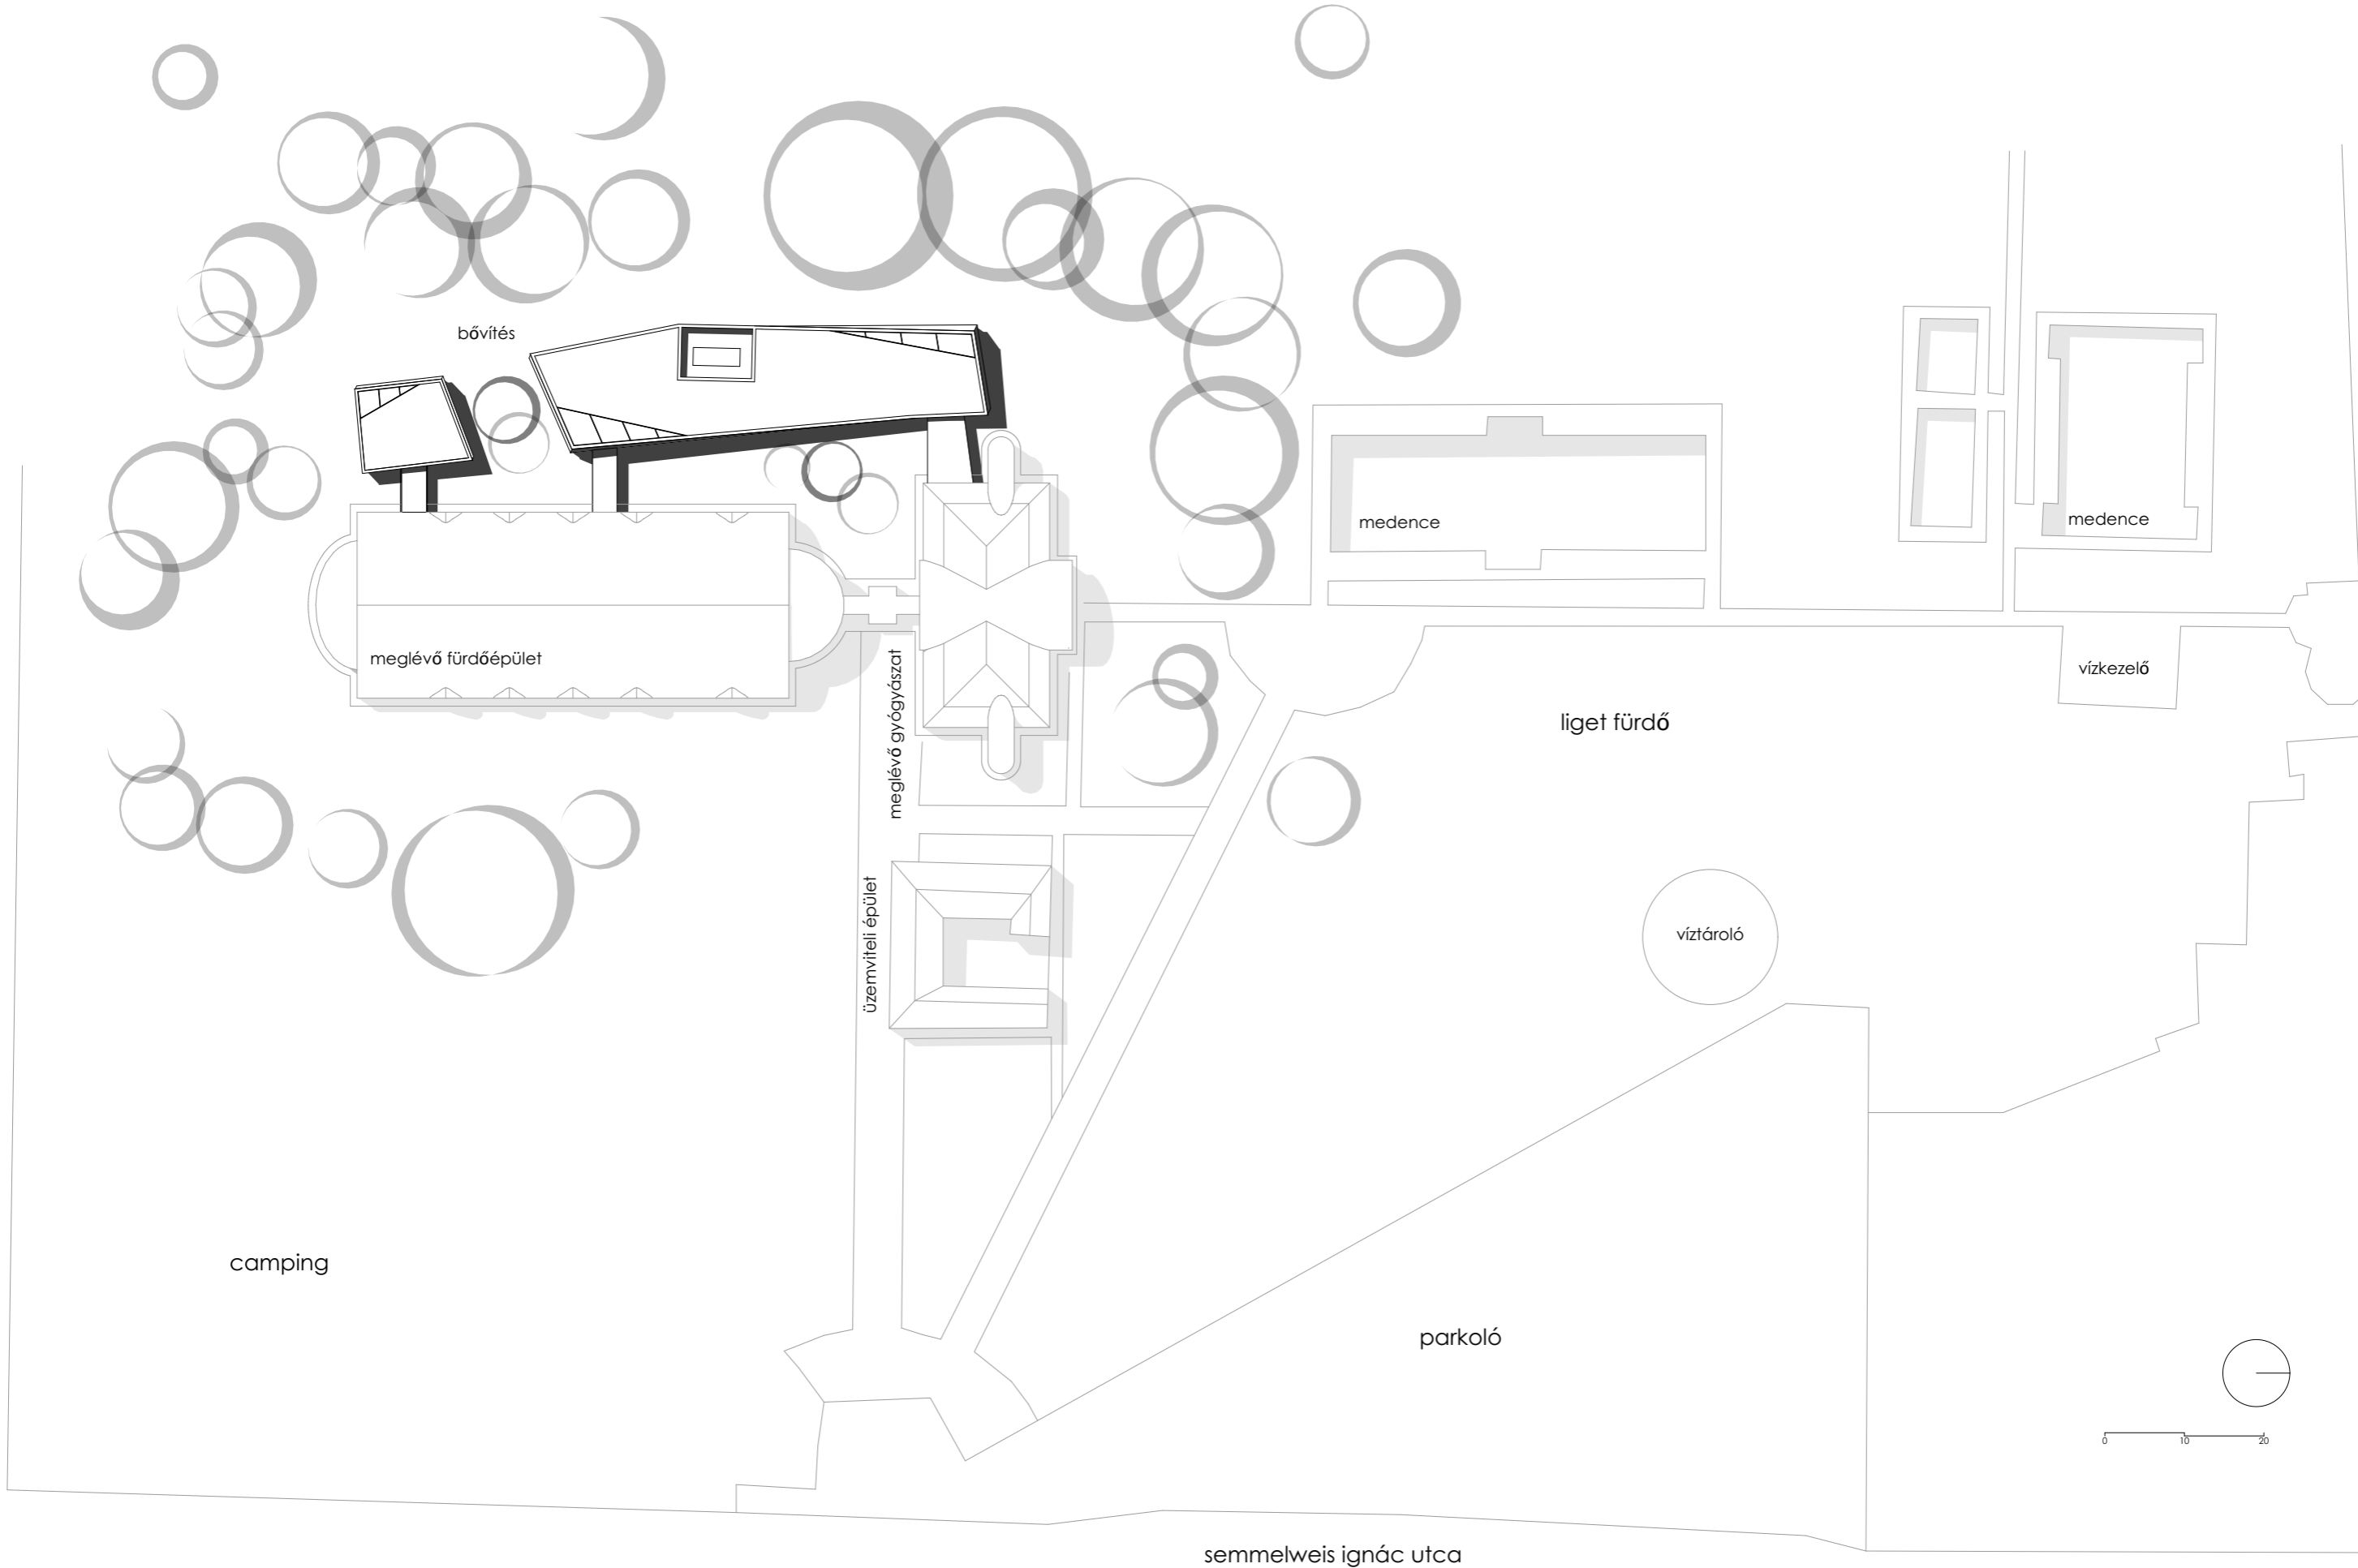 bővítés
medence
medence
meglévő fürdőépület
meglévő gyógyászat
vízkezelő
liget fürdő
üzemviteli épület
víztároló
camping
parkoló
0 10 20
semmelweis ignác utca